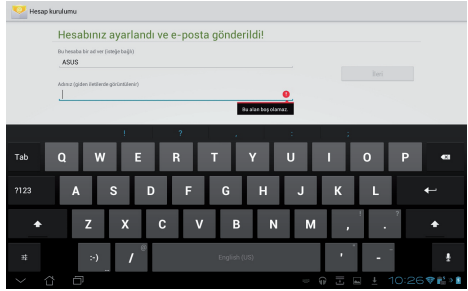 Hesap kurulumu
Hesabınız ayarlandı ve e-posta gönderildi!
Bu hesaba bir ad ver (isteğe bağlı)
ASUS
İleri
Adınız (giden iletilerde görüntülenir)
Bu alan boş olamaz.
! ? , : ;
Tab Q W E R T Y U I O P
?123 A S D F G H J K L
Z X C V B N M , ! . ?
:-) / @ English (US) ' -
10:26